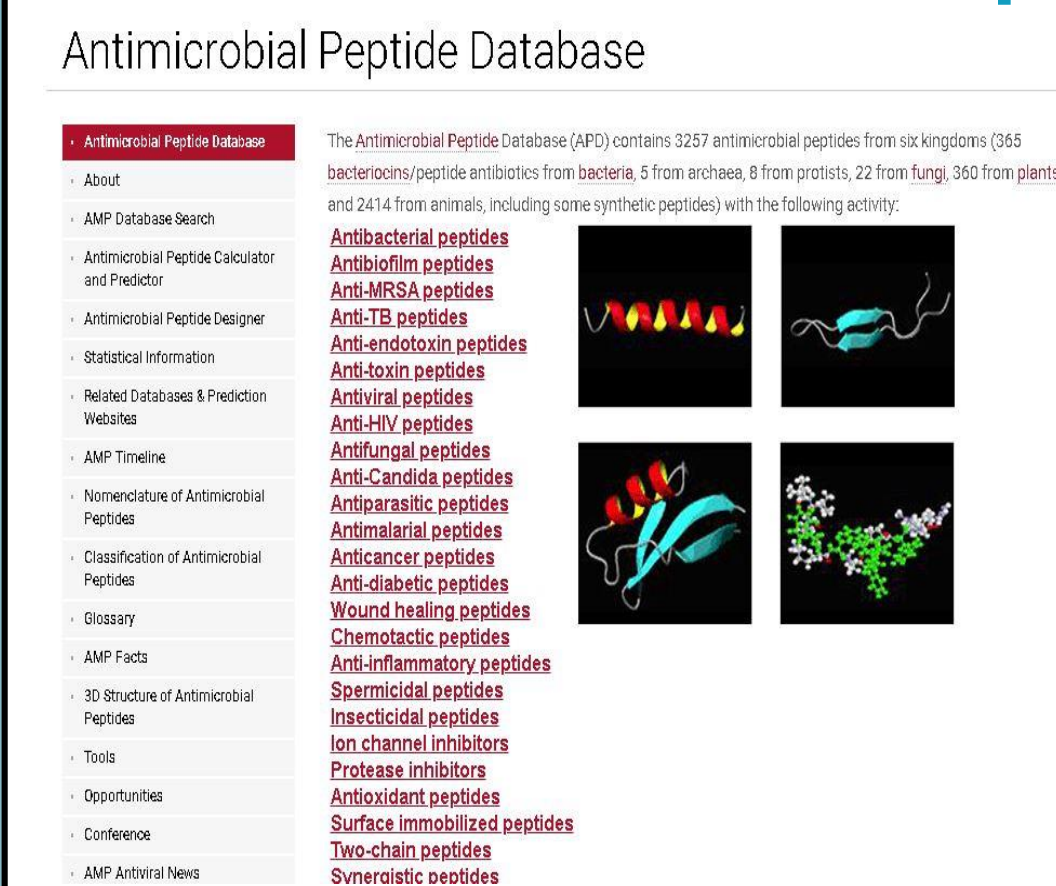 Antimicrobial Peptide Database
Antimicrobial Peptide Database
About
AMP Database Search
Antimicrobial Peptide Calculator
and Predictor
Antimicrobial Peptide Designer
Statistical Information
Related Databases & Prediction
Websites
AMP Timeline
Nomenclature of Antimicrobial
Peptides
Classification of Antimicrobial
Peptides
Glossary
AMP Facts
3D Structure of Antimicrobial
Peptides
Tools
Opportunities
Conference
AMP Antiviral News
The Antimicrobial Peptide Database (APD) contains 3257 antimicrobial peptides from six kingdoms (365
bacteriocins/peptide antibiotics from bacteria, 5 from archaea, 8 from protists, 22 from fungi, 360 from plants
and 2414 from animals, including some synthetic peptides) with the following activity:
Antibacterial peptides
Antibiofilm peptides
Anti-MRSA peptides
Anti-TB peptides
Anti-endotoxin peptides
Anti-toxin peptides
Antiviral peptides
Anti-HIV peptides
Antifungal peptides
Anti-Candida peptides
Antiparasitic peptides
Antimalarial peptides
Anticancer peptides
Anti-diabetic peptides
Wound healing peptides
Chemotactic peptides
Anti-inflammatory peptides
Spermicidal peptides
Insecticidal peptides
Ion channel inhibitors
Protease inhibitors
Antioxidant peptides
Surface immobilized peptides
Two-chain peptides
Synergistic peptides